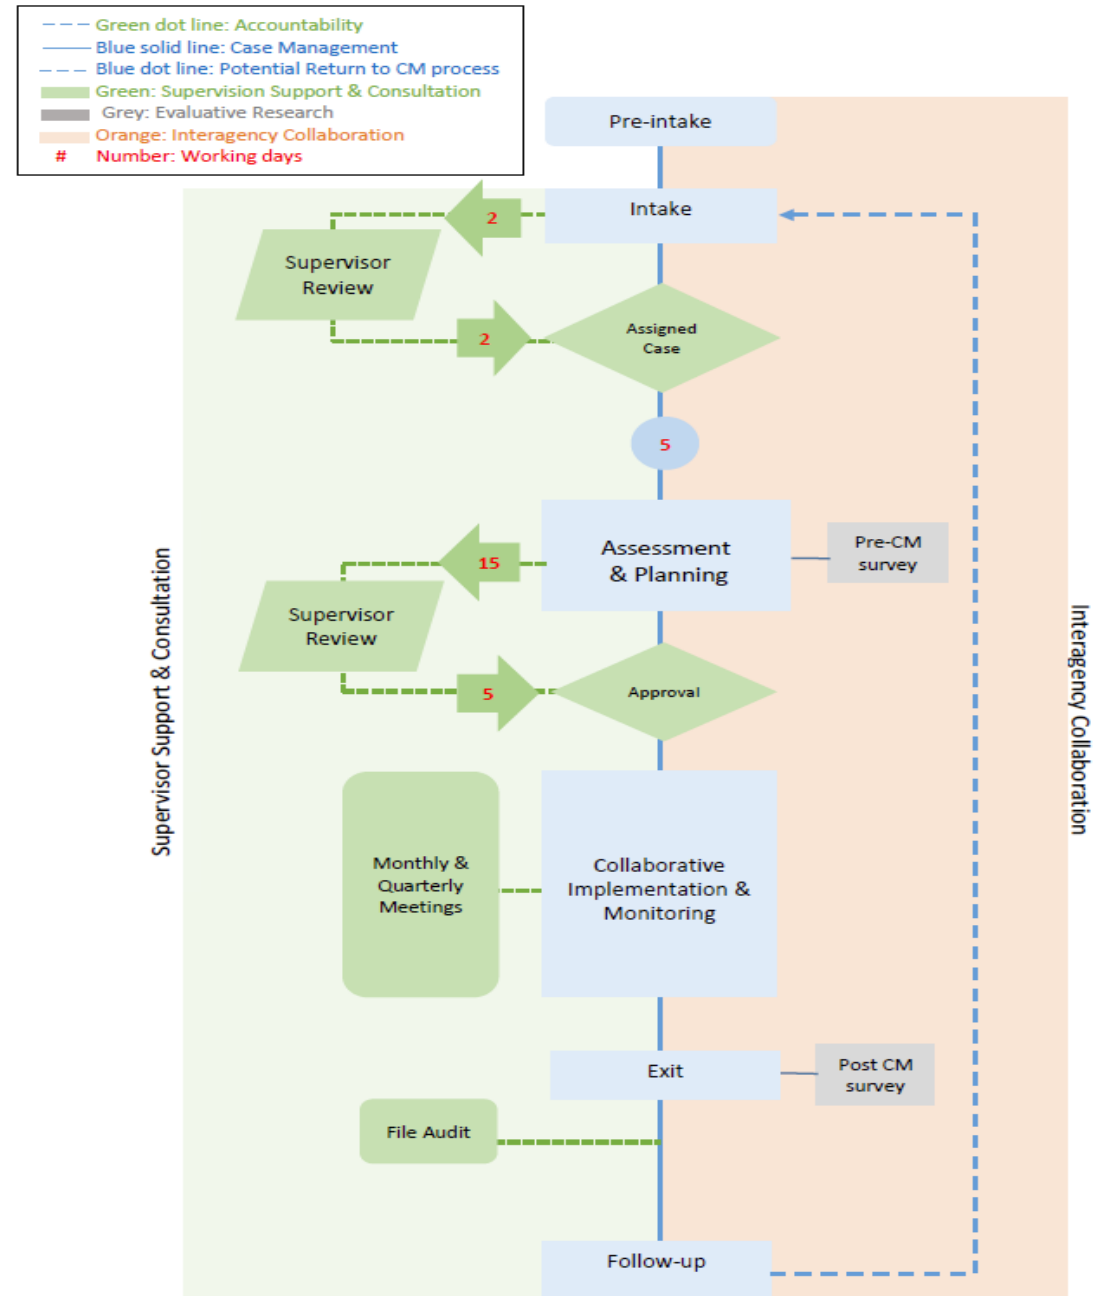 Green dot line: Accountability
Blue solid line: Case Management
Blue dot line: Potential Return to CM process
Green: Supervision Support & Consultation
Grey: Evaluative Research
Orange: Interagency Collaboration
# Number: Working days
Pre-intake
Intake
2
Supervisor
Review
2
Assigned
Case
5
Assessment
& Planning
Pre-CM
survey
15
Supervisor
Review
5
Approval
Supervisor Support & Consultation
Interagency Collaboration
Monthly &
Quarterly
Meetings
Collaborative
Implementation &
Monitoring
Exit
Post CM
survey
File Audit
Follow-up